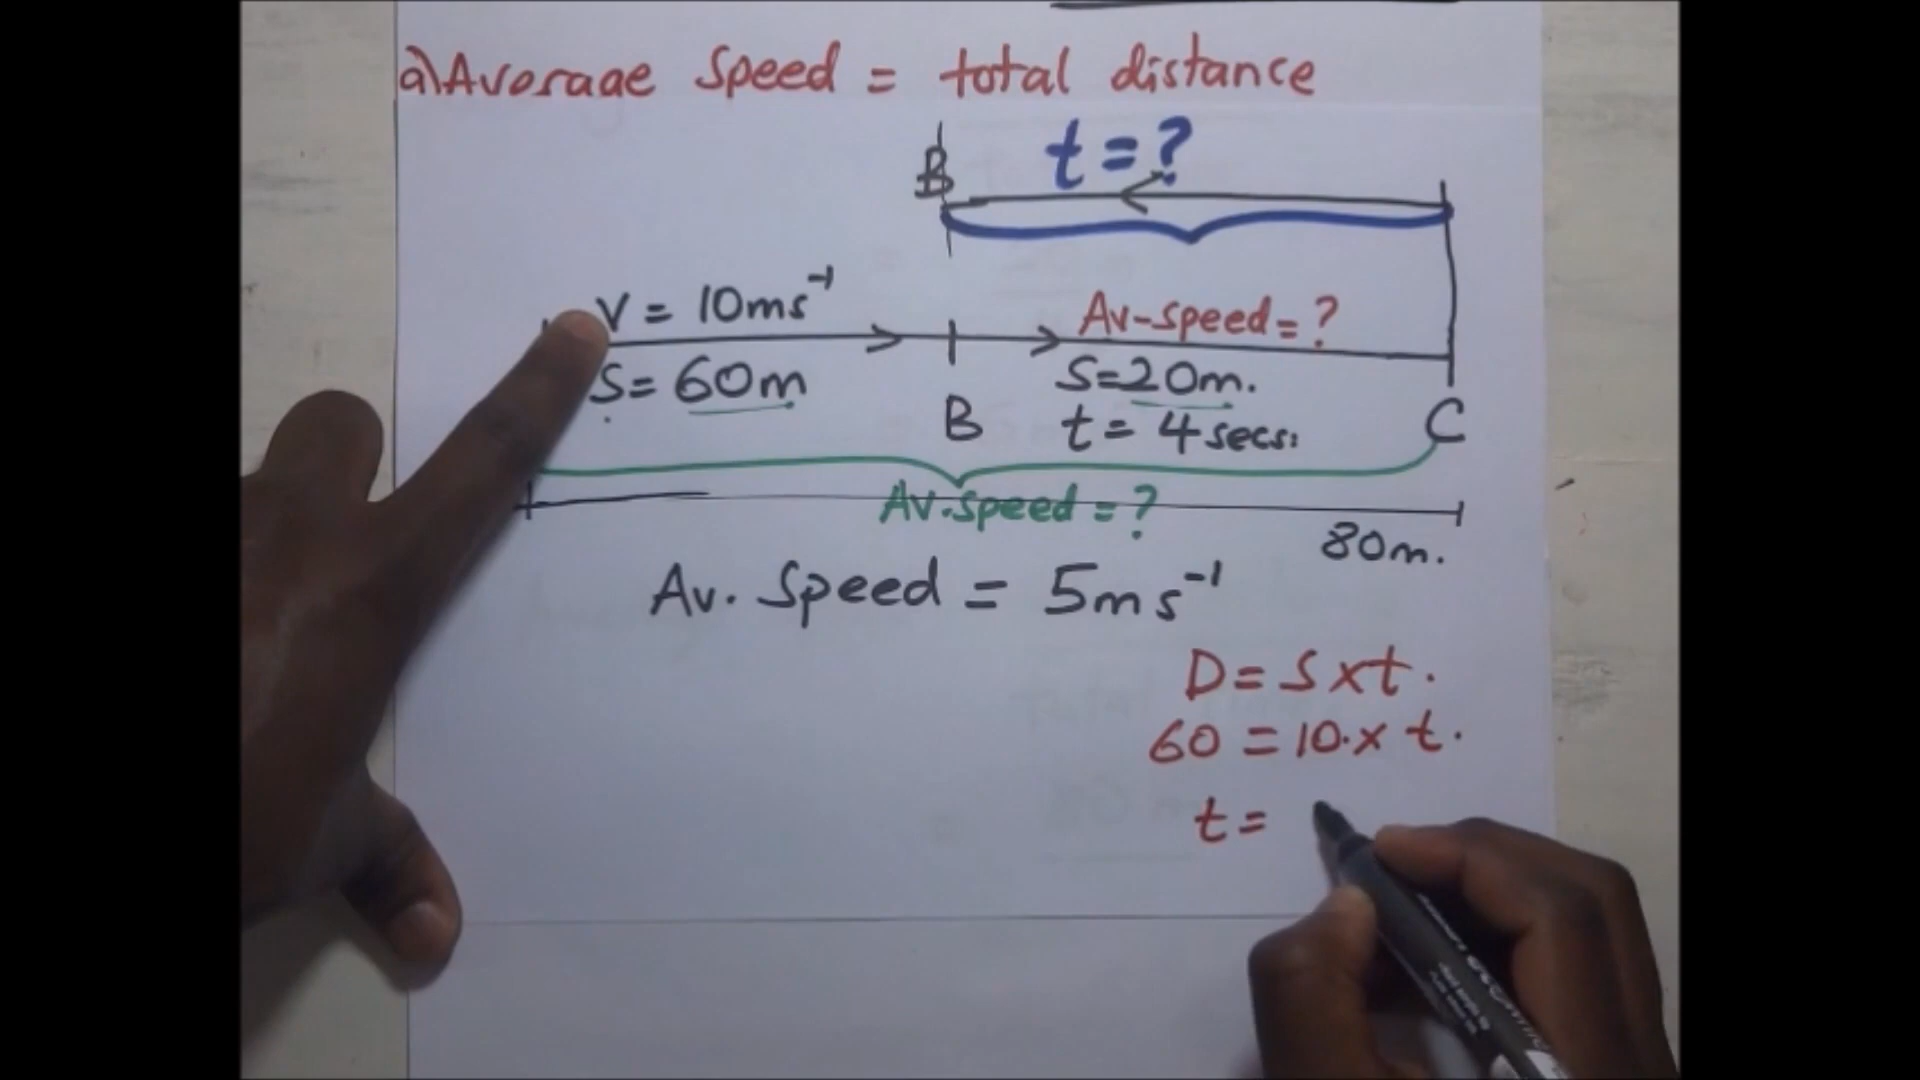 a) Average Speed = total distance
B t = ?
V = 10ms⁻¹ Av-speed = ?
S = 60m S = 20m.
B t = 4secs. C
Av.speed = ?
80m.
Av. Speed = 5ms⁻¹
D = S x t.
60 = 10.x t.
t =